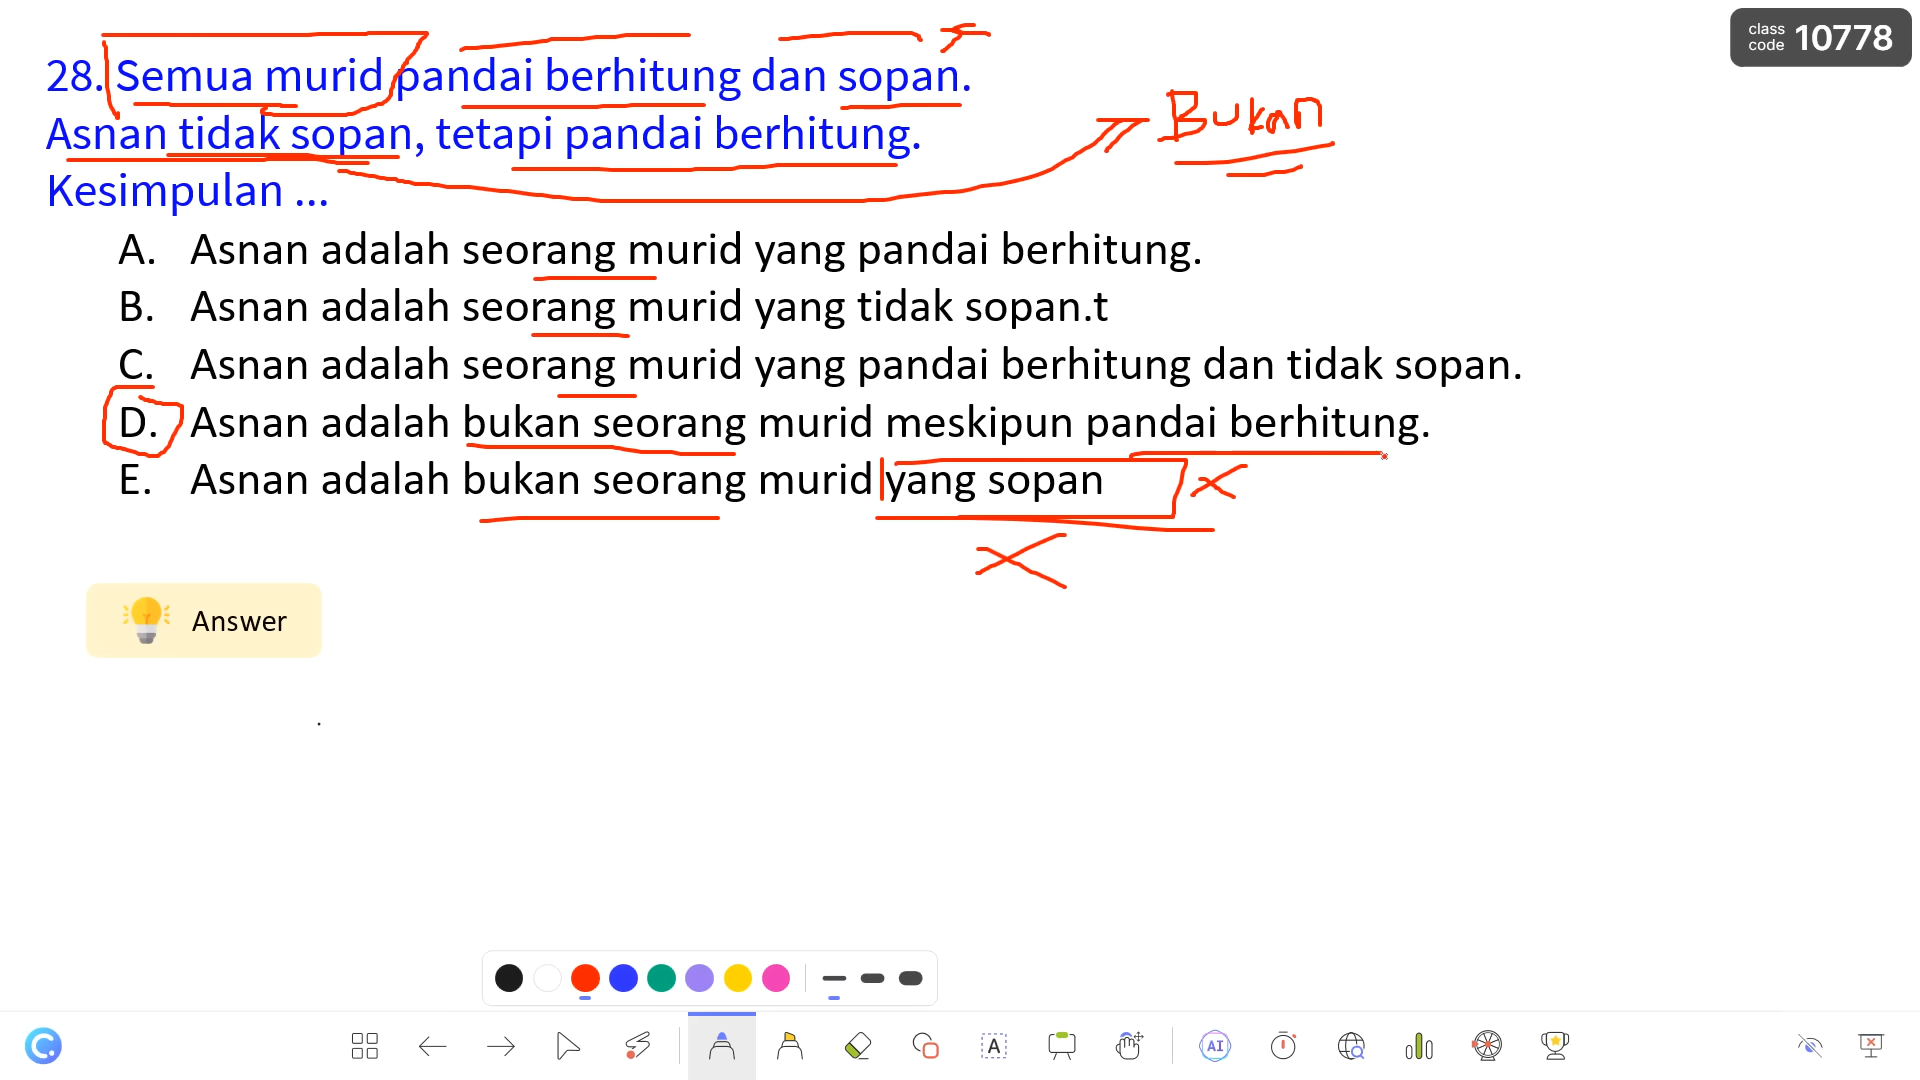 class
code 10778
28. Semua murid pandai berhitung dan sopan.
Bukan
Asnan tidak sopan, tetapi pandai berhitung.
Kesimpulan ...
A. Asnan adalah seorang murid yang pandai berhitung.
B. Asnan adalah seorang murid yang tidak sopan.t
C. Asnan adalah seorang murid yang pandai berhitung dan tidak sopan.
D. Asnan adalah bukan seorang murid meskipun pandai berhitung.
E. Asnan adalah bukan seorang murid yang sopan
Answer
A
AI